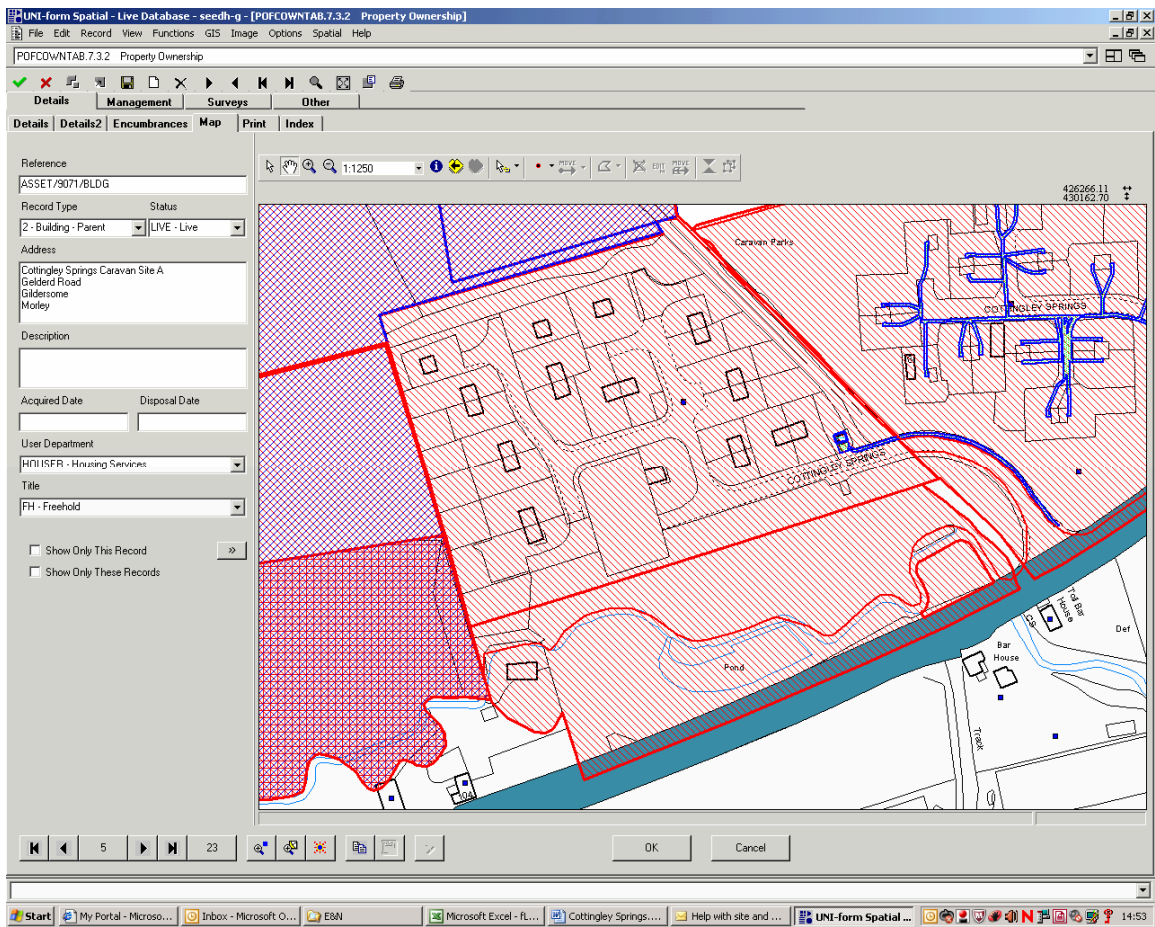 UNI-form Spatial - Live Database - seedh-g - [POFCOWNTAB.7.3.2 Property Ownership]
File Edit Record View Functions GIS Image Options Spatial Help
POFCOWNTAB.7.3.2 Property Ownership
Details Management Surveys Other
Details Details2 Encumbrances Map Print Index
Reference
1:1250
MOVE
EDIT
MOVE
ASSET/9071/BLDG
426266.11
430162.70
Record Type Status
2 - Building - Parent LIVE - Live
Address
Cottingley Springs Caravan Site A
Gelderd Road
Gildersome
Morley
Description
Acquired Date Disposal Date
User Department
HOUSER - Housing Services
Title
FH - Freehold
Show Only This Record »
Show Only These Records
Caravan Parks
COTTINGLEY SPRINGS
COTTINGLEY SPRINGS
Pond
Toll Bar
House
CS
Def
Bar
House
Track
104
5 23 OK Cancel
Start My Portal - Microso... Inbox - Microsoft O... E&N Microsoft Excel - fL... Cottingley Springs.... Help with site and ... UNI-form Spatial ... 14:53